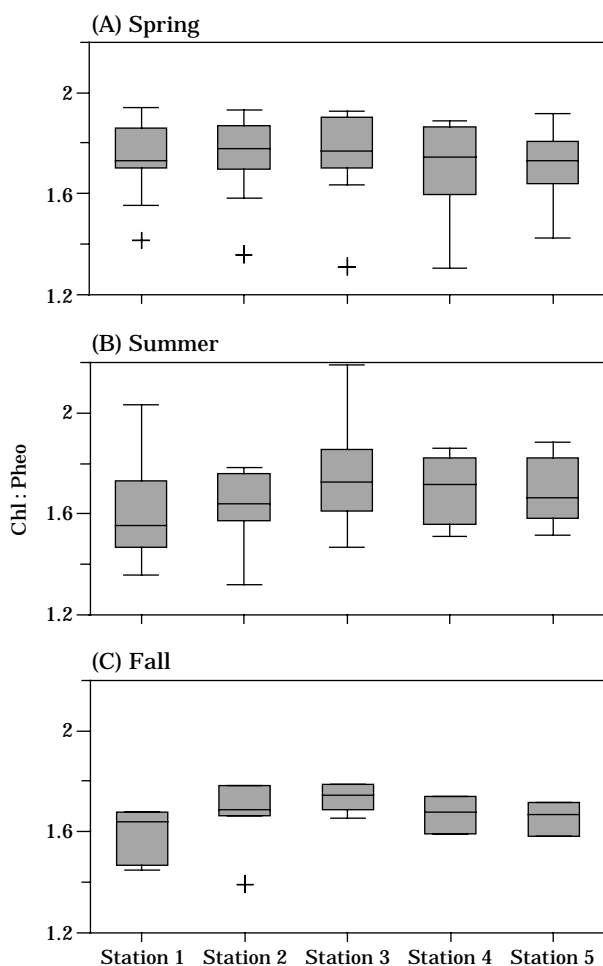 (A) Spring
2
1.6
1.2
(B) Summer
2
1.6
1.2
Chl : Pheo
(C) Fall
2
1.6
1.2
Station 1 Station 2 Station 3 Station 4 Station 5